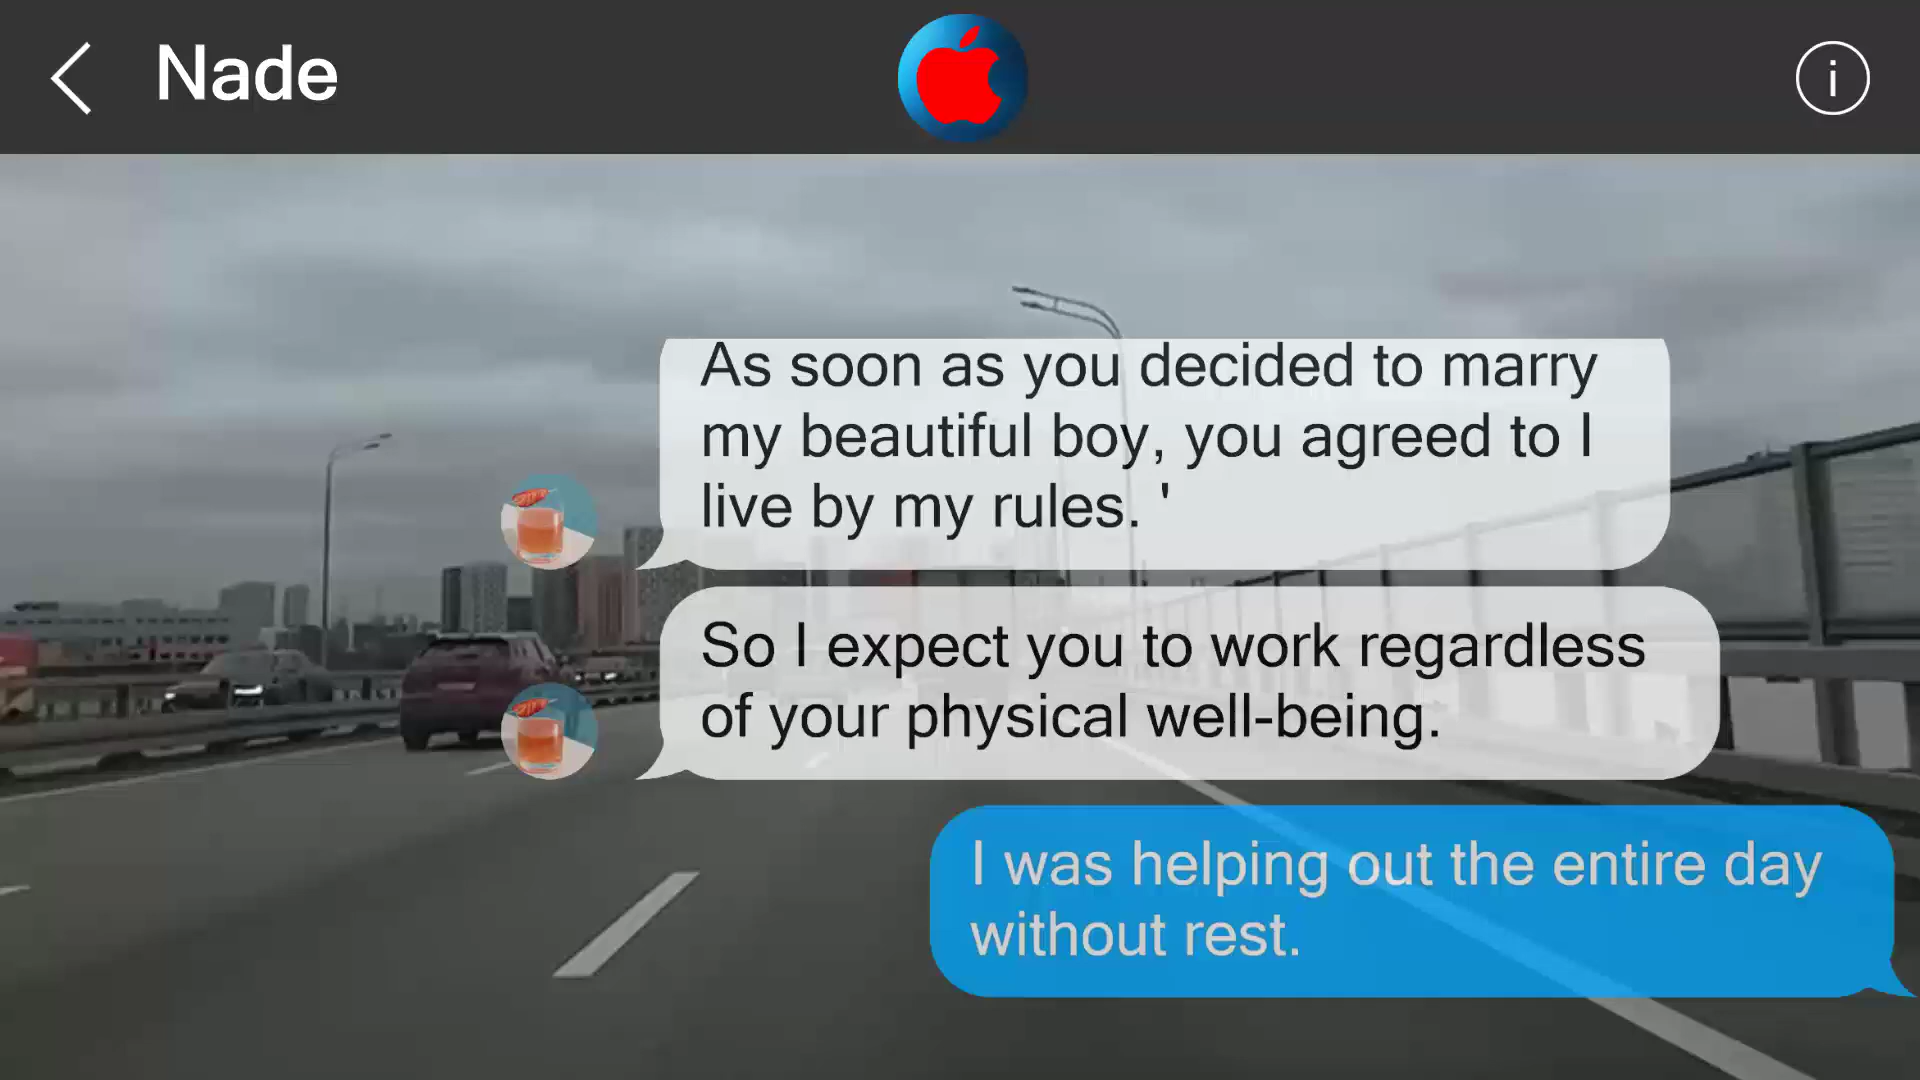 Nade
i
As soon as you decided to marry
my beautiful boy, you agreed to I
live by my rules. '
So I expect you to work regardless
of your physical well-being.
I was helping out the entire day
without rest.